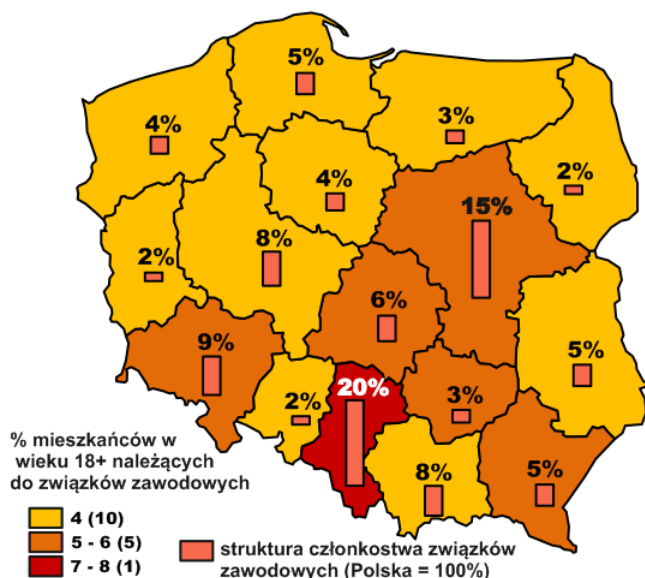 5%
4%
3%
2%
4%
15%
8%
2%
6%
9%
5%
20%
3%
2%
8%
5%
% mieszkańców w
wieku 18+ należących
do związków zawodowych
4 (10)
5 - 6 (5)
7 - 8 (1)
struktura członkostwa związków
zawodowych (Polska = 100%)